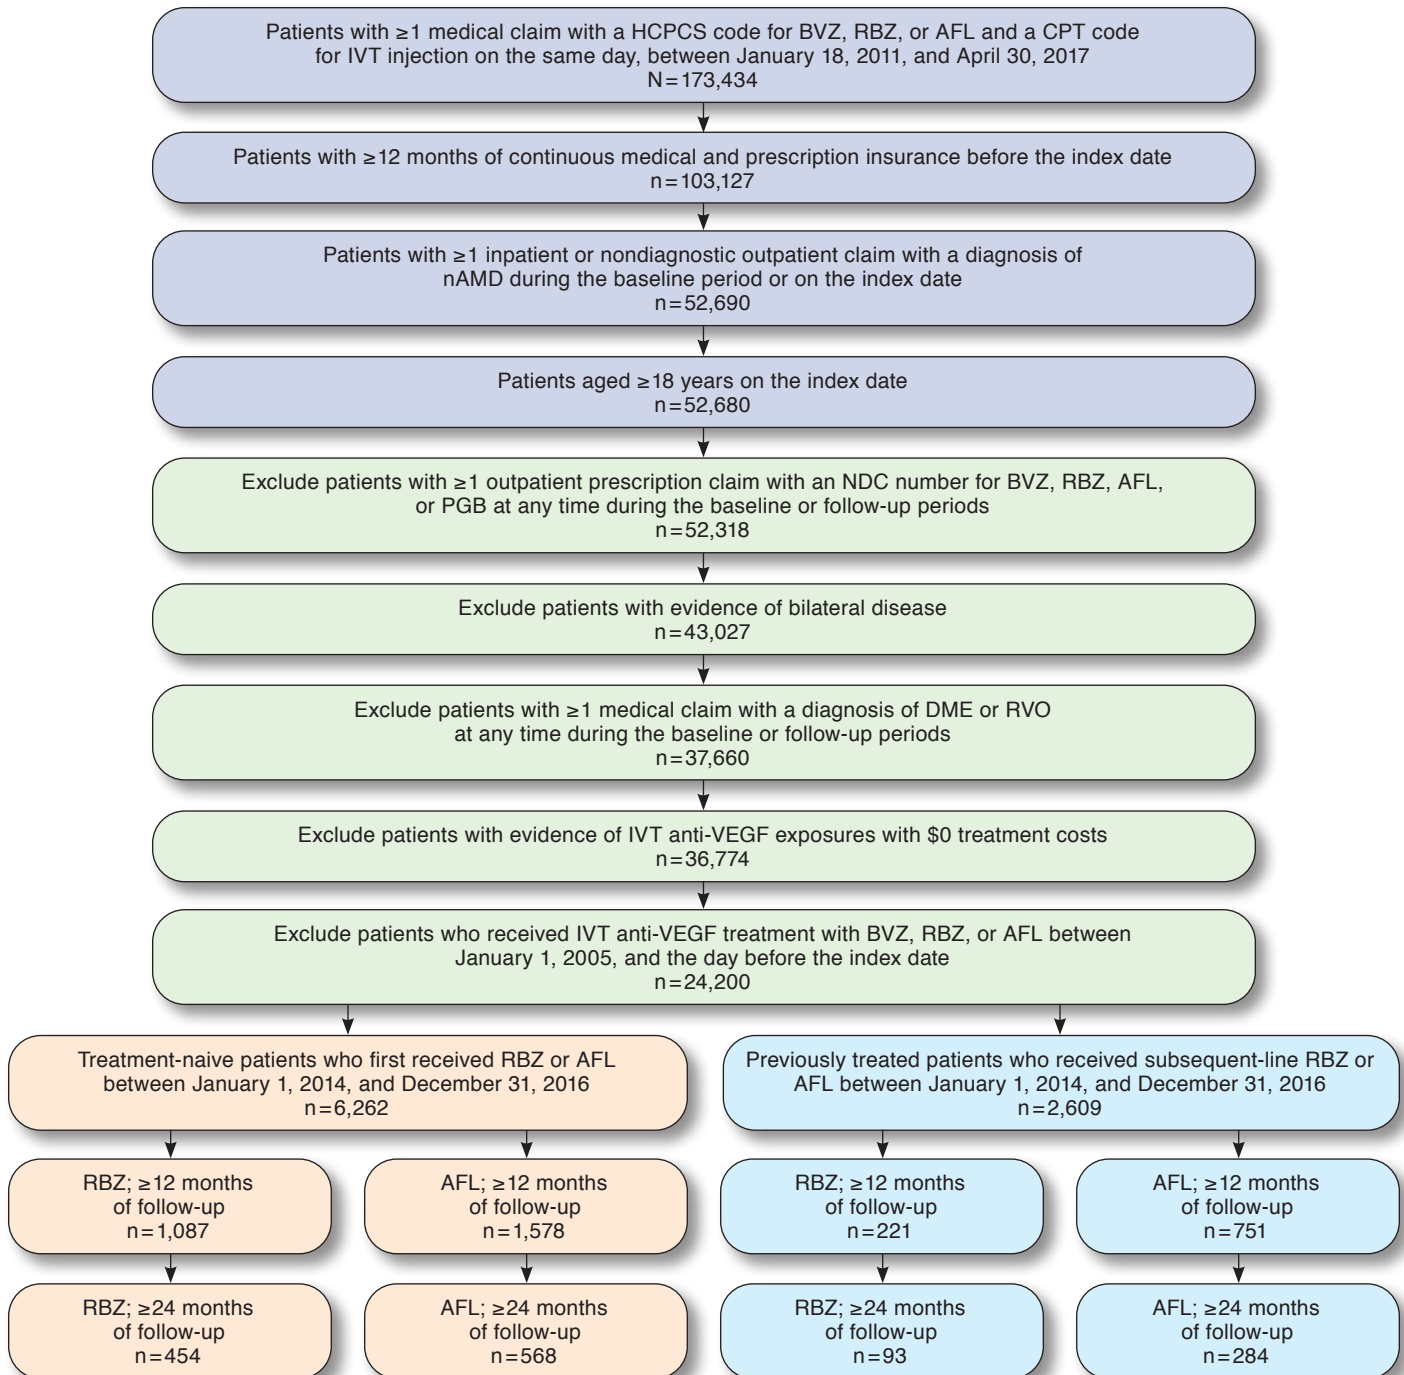 Patients with ≥1 medical claim with a HCPCS code for BVZ, RBZ, or AFL and a CPT code
for IVT injection on the same day, between January 18, 2011, and April 30, 2017
N=173,434
Patients with ≥12 months of continuous medical and prescription insurance before the index date
n=103,127
Patients with ≥1 inpatient or nondiagnostic outpatient claim with a diagnosis of
nAMD during the baseline period or on the index date
n=52,690
Patients aged ≥18 years on the index date
n=52,680
Exclude patients with ≥1 outpatient prescription claim with an NDC number for BVZ, RBZ, AFL,
or PGB at any time during the baseline or follow-up periods
n=52,318
Exclude patients with evidence of bilateral disease
n=43,027
Exclude patients with ≥1 medical claim with a diagnosis of DME or RVO
at any time during the baseline or follow-up periods
n=37,660
Exclude patients with evidence of IVT anti-VEGF exposures with $0 treatment costs
n=36,774
Exclude patients who received IVT anti-VEGF treatment with BVZ, RBZ, or AFL between
January 1, 2005, and the day before the index date
n=24,200
Treatment-naive patients who first received RBZ or AFL
between January 1, 2014, and December 31, 2016
n=6,262
Previously treated patients who received subsequent-line RBZ or
AFL between January 1, 2014, and December 31, 2016
n=2,609
RBZ; ≥12 months
of follow-up
n=1,087
AFL; ≥12 months
of follow-up
n=1,578
RBZ; ≥12 months
of follow-up
n=221
AFL; ≥12 months
of follow-up
n=751
RBZ; ≥24 months
of follow-up
n=454
AFL; ≥24 months
of follow-up
n=568
RBZ; ≥24 months
of follow-up
n=93
AFL; ≥24 months
of follow-up
n=284